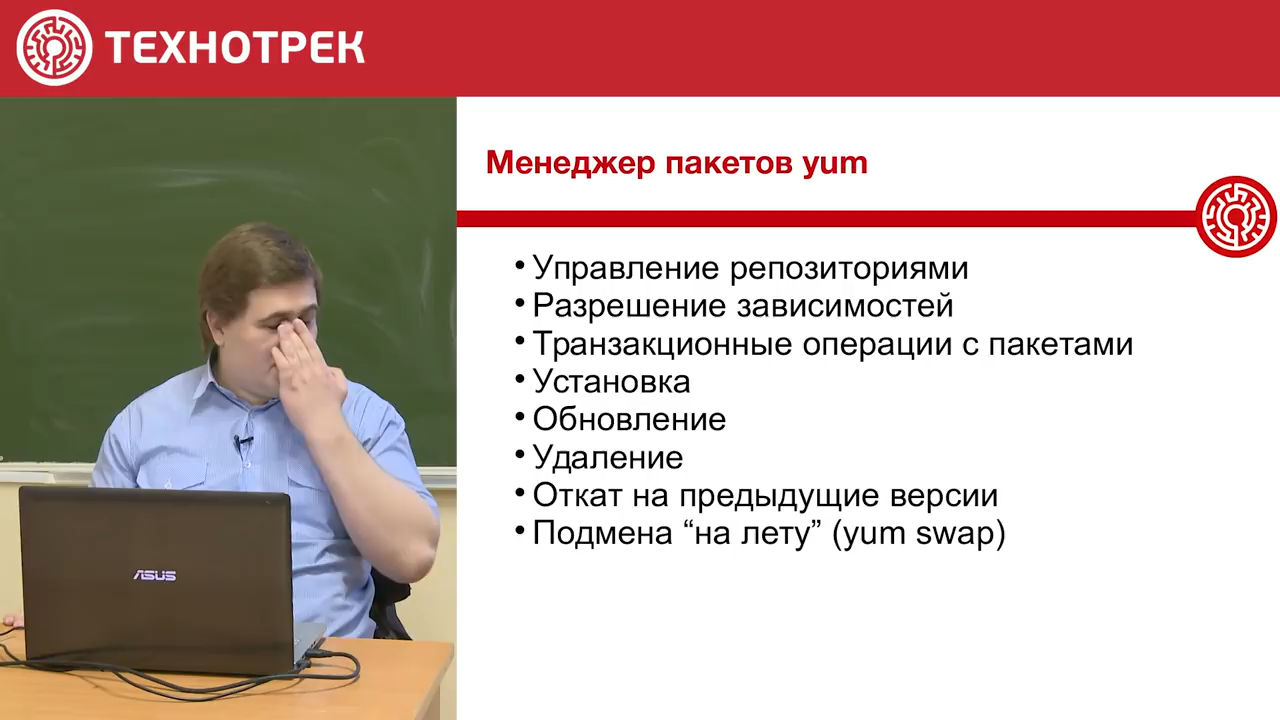 ТЕХНОТРЕК
Менеджер пакетов yum
• Управление репозиториями
• Разрешение зависимостей
• Транзакционные операции с пакетами
• Установка
• Обновление
• Удаление
• Откат на предыдущие версии
• Подмена “на лету” (yum swap)
ASUS